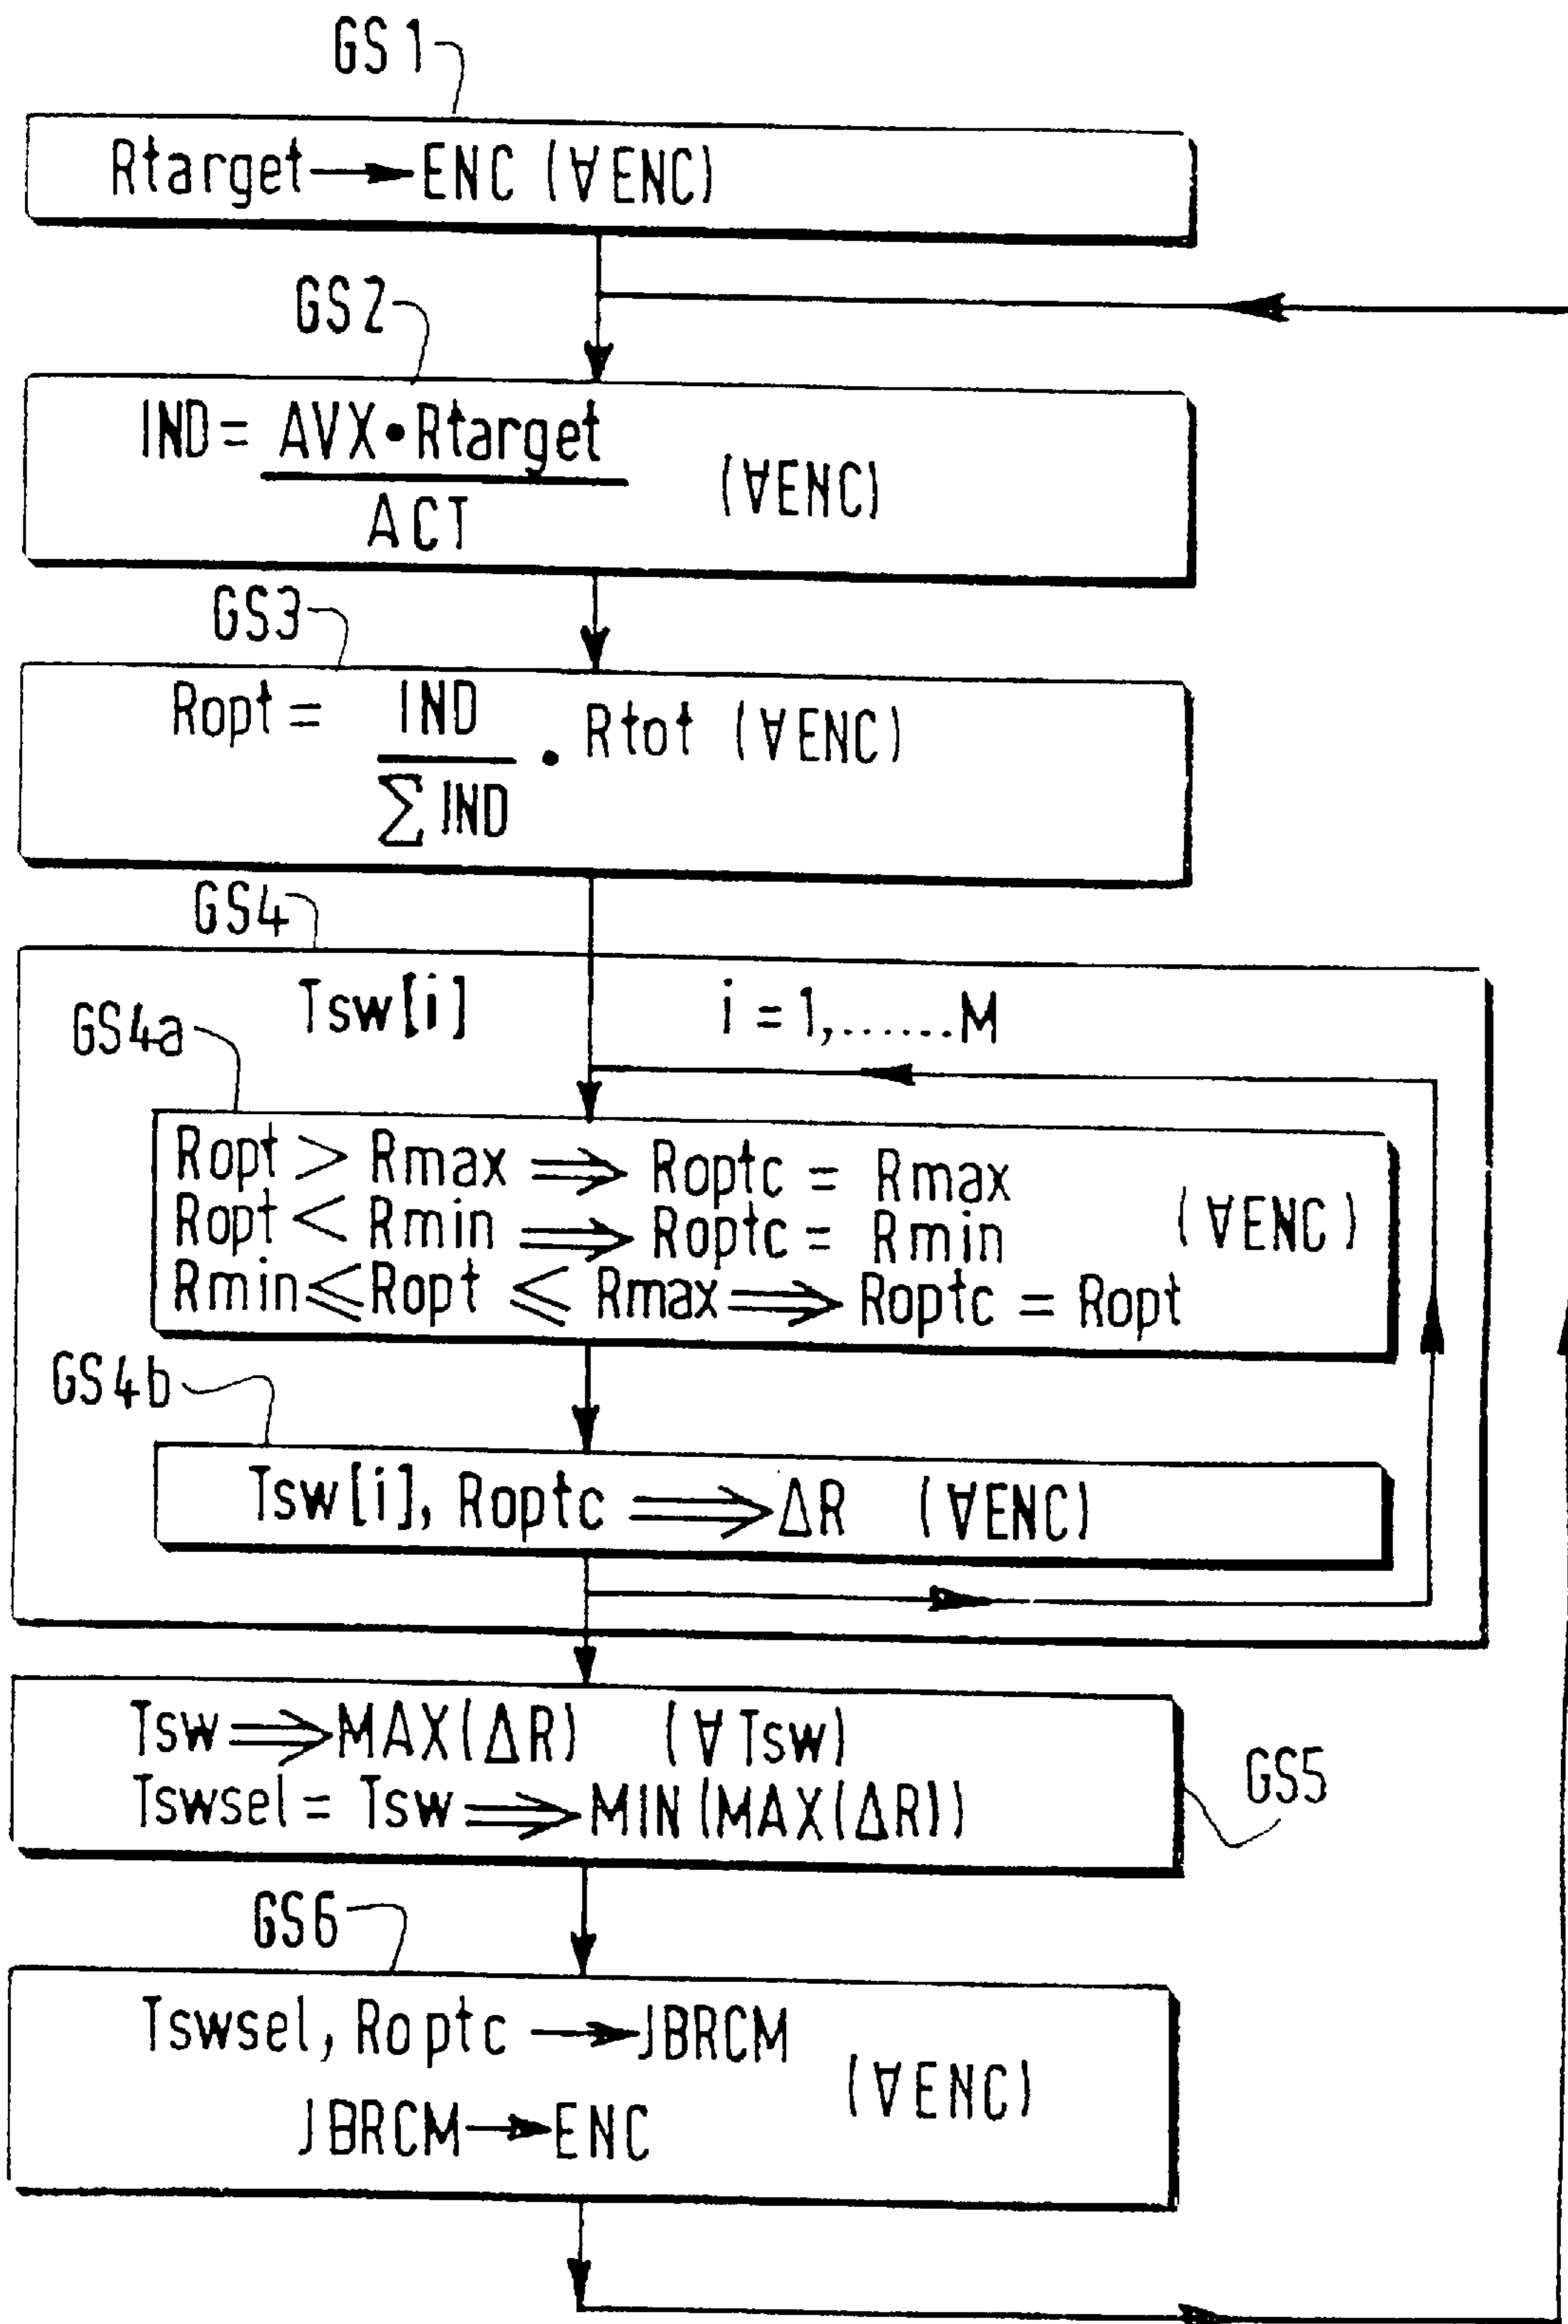 GS1
Rtarget → ENC (∀ENC)
GS2
IND = AVX•Rtarget / ACT (∀ENC)
GS3
Ropt = IND / ∑ IND • Rtot (∀ENC)
GS4
Tsw[i] i = 1,......M
GS4a
Ropt > Rmax ⟹ Roptc = Rmax
Ropt < Rmin ⟹ Roptc = Rmin (∀ENC)
Rmin ⩽ Ropt ⩽ Rmax ⟹ Roptc = Ropt
GS4b
Tsw[i], Roptc ⟹ ΔR (∀ENC)
Tsw ⟹ MAX(ΔR) (∀Tsw)
Tswsel = Tsw ⟹ MIN(MAX(ΔR))
GS5
GS6
Tswsel, Roptc → JBRCM
(∀ENC)
JBRCM → ENC